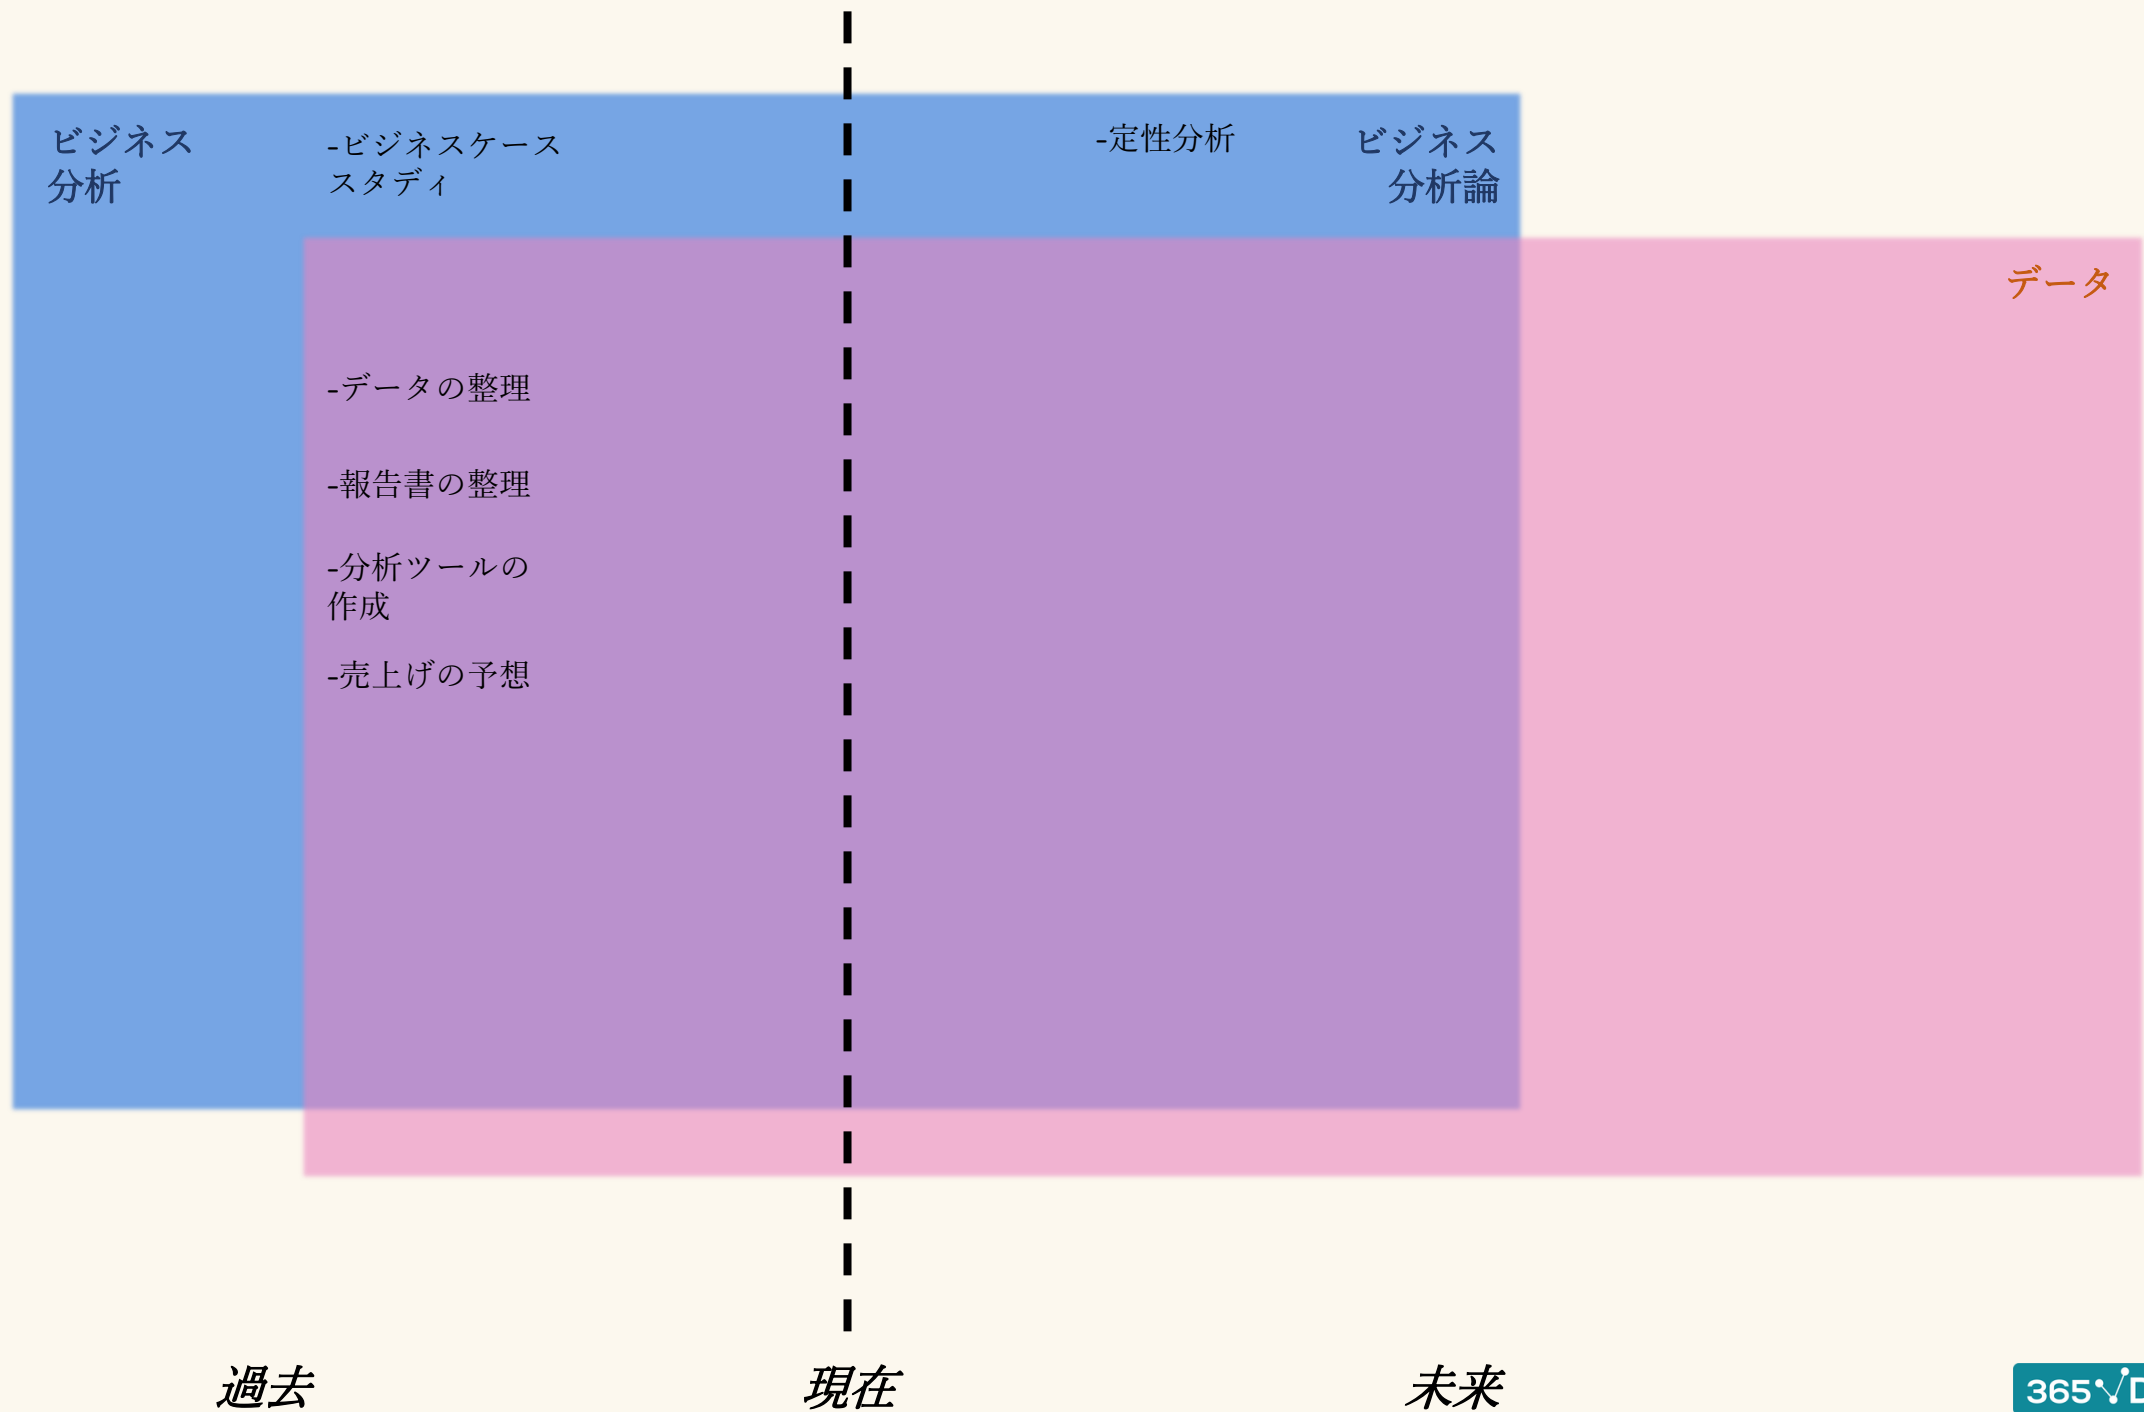 ビジネス
分析
-ビジネスケース
スタディ
-定性分析
ビジネス
分析論
データ
-データの整理
-報告書の整理
-分析ツールの
作成
-売上げの予想
過去
現在
未来
365